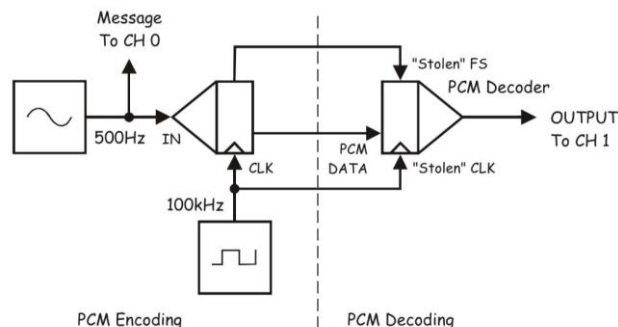 Message
To CH 0
"Stolen" FS
PCM Decoder
500Hz
IN
OUTPUT
To CH 1
PCM
DATA
CLK
"Stolen" CLK
100kHz
PCM Encoding
PCM Decoding